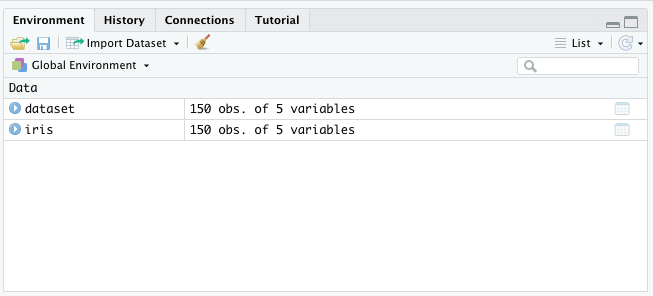 Environment History Connections Tutorial
Import Dataset List
Global Environment
Data
dataset 150 obs. of 5 variables
iris 150 obs. of 5 variables